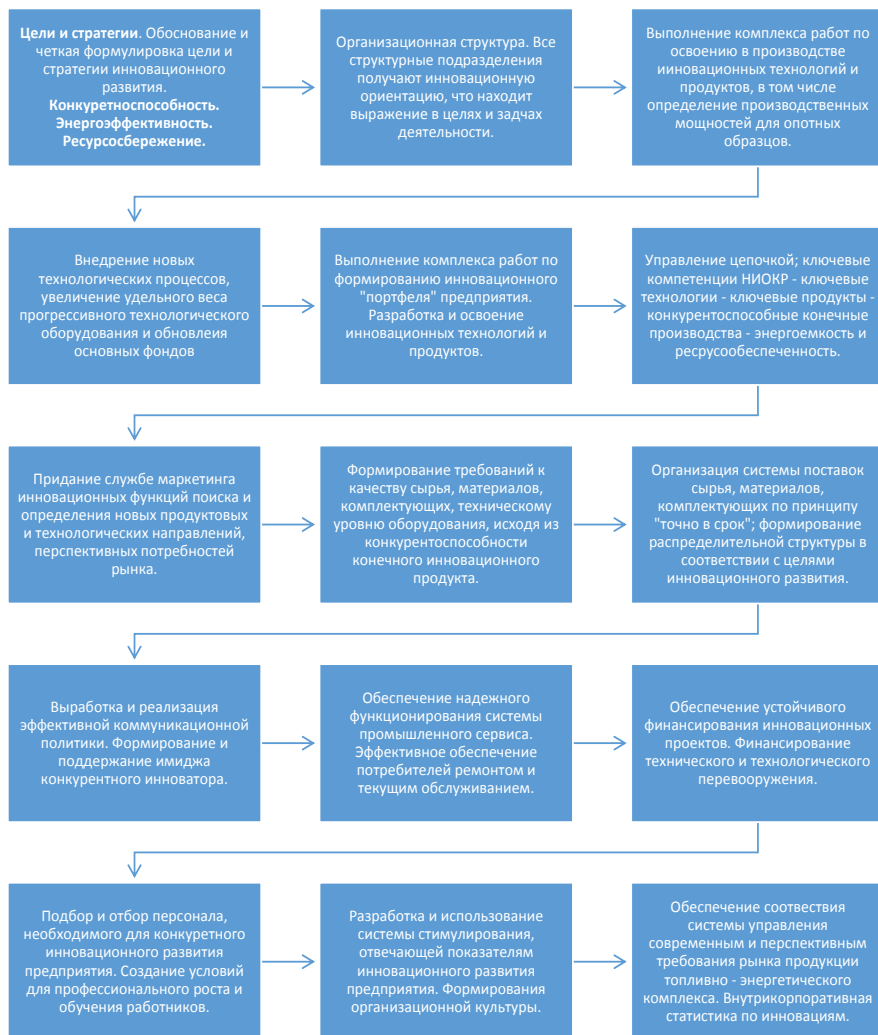 Цели и стратегии. Обоснование и
четкая формулировка цели и
стратегии инновационного
развития.
Конкуретноспособность.
Энергоэффективность.
Ресурсосбережение.
Организационная структура. Все
структурные подразделения
получают инновационную
ориентацию, что находит
выражение в целях и задчах
деятельности.
Выполнение комплекса работ по
освоению в производстве
ииновационных технологий и
продуктов, в том числе
определение производственных
мощностей для опотных
образцов.
Внедрение новых
технологических процессов,
увеличение удельного веса
прогрессивного технологического
оборудования и обновлеия
основных фондов
Выполнение комплекса работ по
формированию инновационного
"портфеля" предприятия.
Разработка и освоение
инновационных технологий и
продуктов.
Управление цепочкой; ключевые
компетенции НИОКР - ключевые
технологии - ключевые продукты -
конкурентоспособные конечные
производства - энергоемкость и
ресрусообеспеченность.
Придание службе маркетинга
инновационных функций поиска и
определения новых продуктовых
и технологических направлений,
перспективных потребностей
рынка.
Формирование требований к
качеству сырья, материалов,
комплектующих, техническому
уровню оборудования, исходя из
конкурентоспособности
конечного инновационного
продукта.
Организация системы поставок
сырья, материалов,
комплектующих по принципу
"точно в срок"; формирование
распределительной структуры в
соответствии с целями
инновационного развития.
Выработка и реализация
эффективной коммуникационной
политики. Формирование и
поддержание имиджа
конкурентного инноватора.
Обеспечение надежного
функционирования системы
промышленного сервиса.
Эффективное обеспечение
потребителей ремонтом и
текущим обслуживанием.
Обеспечение устойчивого
финансирования инновационных
проектов. Финансирование
технического и технологического
перевооружения.
Подбор и отбор персонала,
необходимого для конкуретного
инновационного развития
предприятия. Создание условий
для профессионального роста и
обучения работников.
Разработка и использование
системы стимулирования,
отвечающей показателям
инновационного развития
предприятия. Формирования
организационной культуры.
Обеспечение соотвествия
системы управления
современным и перспективным
требования рынка продукции
топливно - энергетического
комплекса. Внутрикорпоративная
статистика по инновациям.